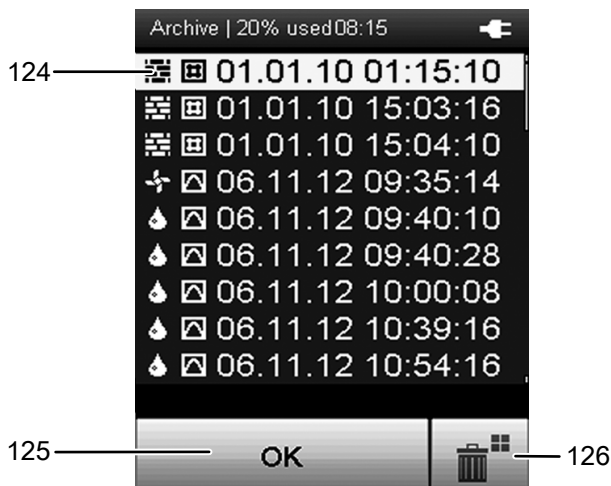 Archive | 20% used08:15
124 01.01.10 01:15:10
01.01.10 15:03:16
01.01.10 15:04:10
06.11.12 09:35:14
06.11.12 09:40:10
06.11.12 09:40:28
06.11.12 10:00:08
06.11.12 10:39:16
06.11.12 10:54:16
125 OK 126